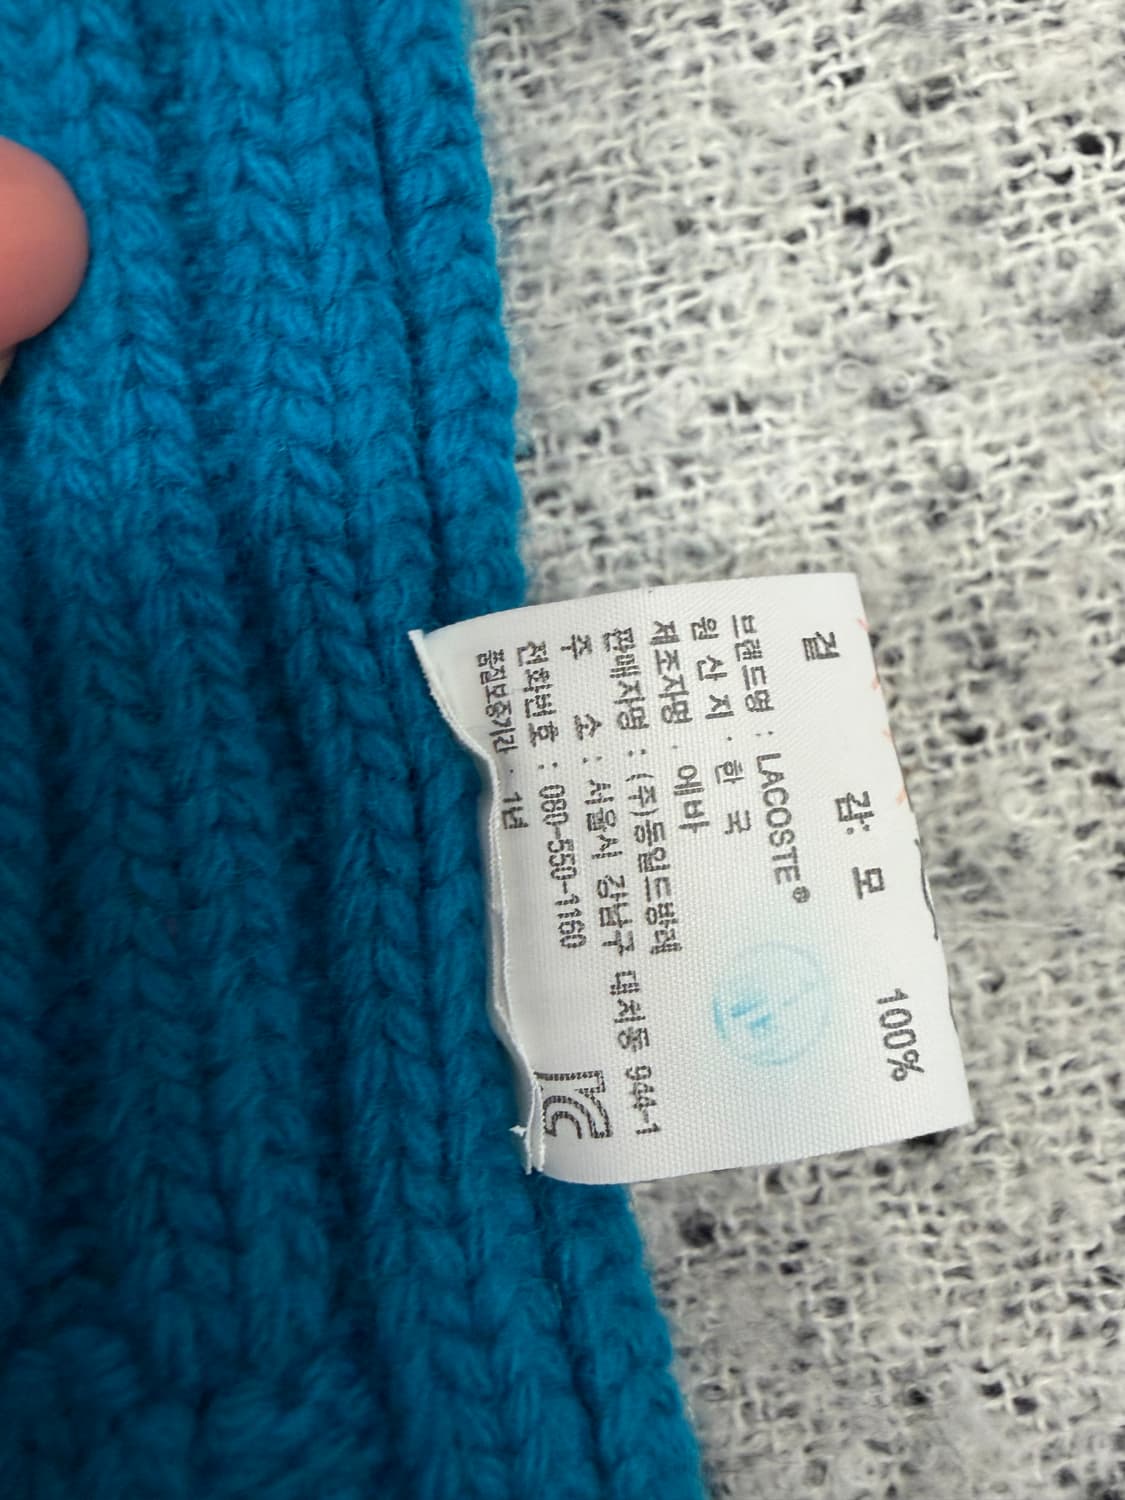 겉 감: 모 100%
브랜드명 : LACOSTE®
원 산 지 : 한 국
제조자명 : 에바
판매자명 : (주)동일드방레
주 소 : 서울시 강남구 대치동 944-1
전화번호 : 080-550-1160
품질보증기간 : 1년